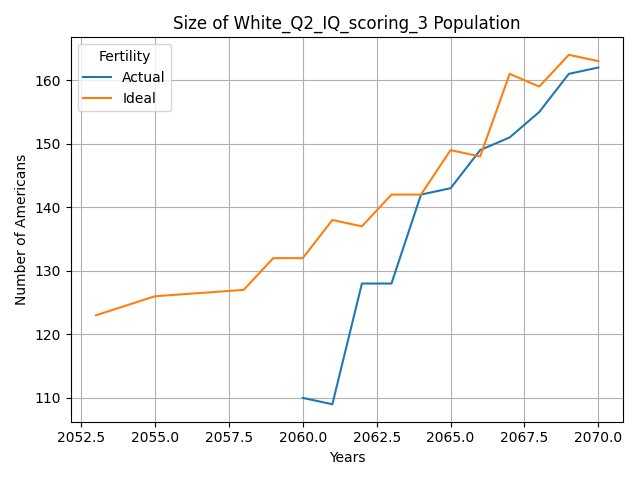 Size of White_Q2_IQ_scoring_3 Population
Fertility
Actual
Ideal
Number of Americans
160
150
140
130
120
110
2052.5 2055.0 2057.5 2060.0 2062.5 2065.0 2067.5 2070.0
Years